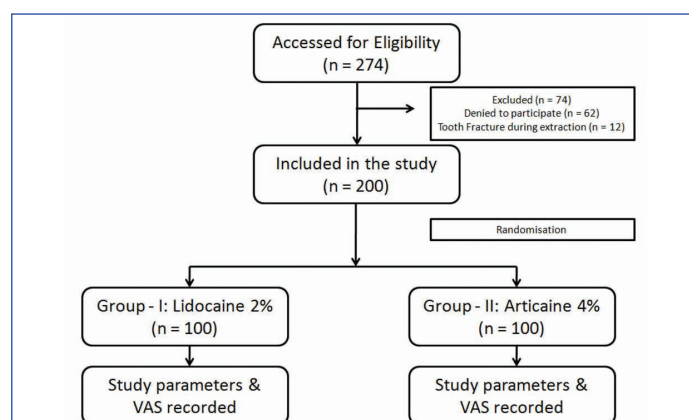 Accessed for Eligibility
(n = 274)
Excluded (n = 74)
Denied to participate (n = 62)
Tooth Fracture during extraction (n = 12)
Included in the study
(n = 200)
Randomisation
Group - I: Lidocaine 2%
(n = 100)
Group - II: Articaine 4%
(n = 100)
Study parameters &
VAS recorded
Study parameters &
VAS recorded